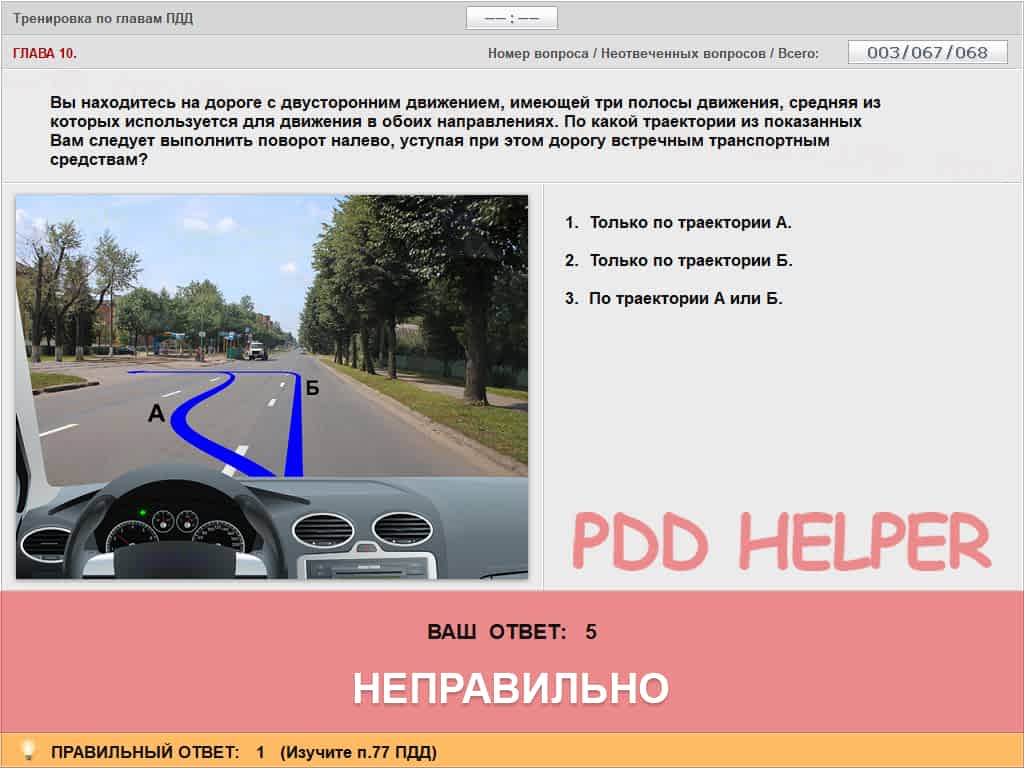 Тренировка по главам ПДД
–– : ––
ГЛАВА 10.
Номер вопроса / Неотвеченных вопросов / Всего: 003/067/068
Вы находитесь на дороге с двусторонним движением, имеющей три полосы движения, средняя из
которых используется для движения в обоих направлениях. По какой траектории из показанных
Вам следует выполнить поворот налево, уступая при этом дорогу встречным транспортным
средствам?
А
Б
1. Только по траектории А.
2. Только по траектории Б.
3. По траектории А или Б.
PDD HELPER
ВАШ ОТВЕТ: 5
НЕПРАВИЛЬНО
ПРАВИЛЬНЫЙ ОТВЕТ: 1 (Изучите п.77 ПДД)